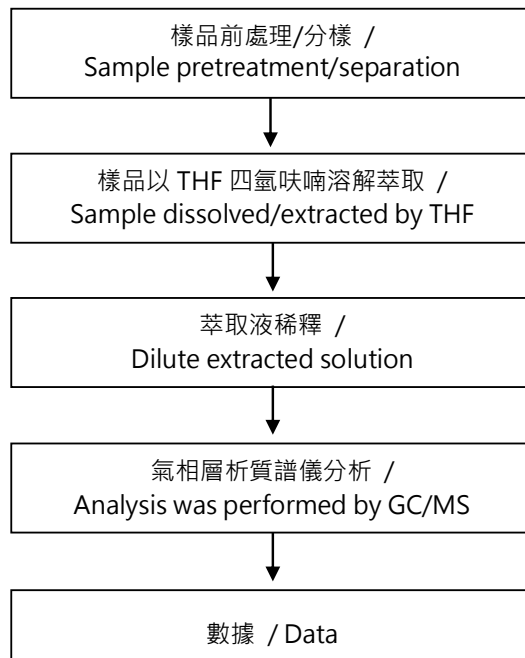 樣品前處理/分樣 /
Sample pretreatment/separation
樣品以 THF 四氫呋喃溶解萃取 /
Sample dissolved/extracted by THF
萃取液稀釋 /
Dilute extracted solution
氣相層析質譜儀分析 /
Analysis was performed by GC/MS
數據 / Data